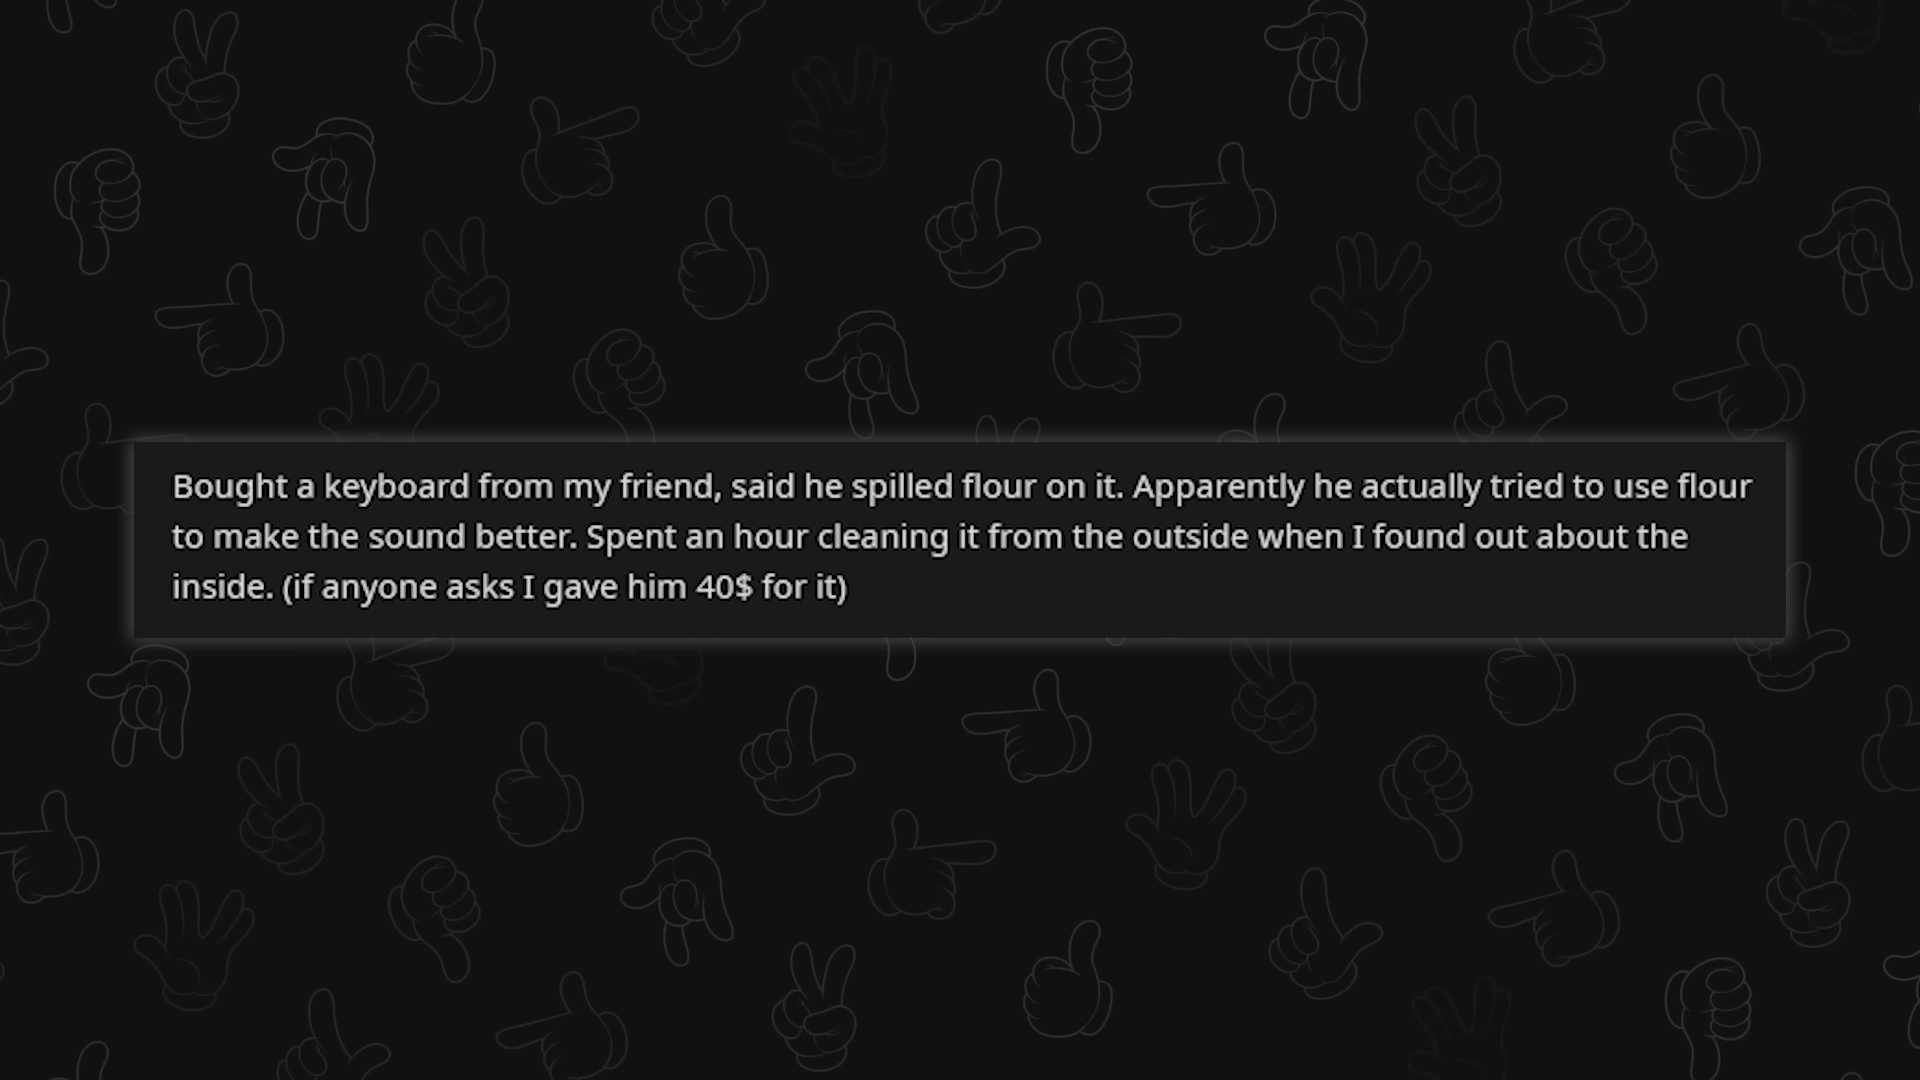 Bought a keyboard from my friend, said he spilled flour on it. Apparently he actually tried to use flour
to make the sound better. Spent an hour cleaning it from the outside when I found out about the
inside. (if anyone asks I gave him 40$ for it)